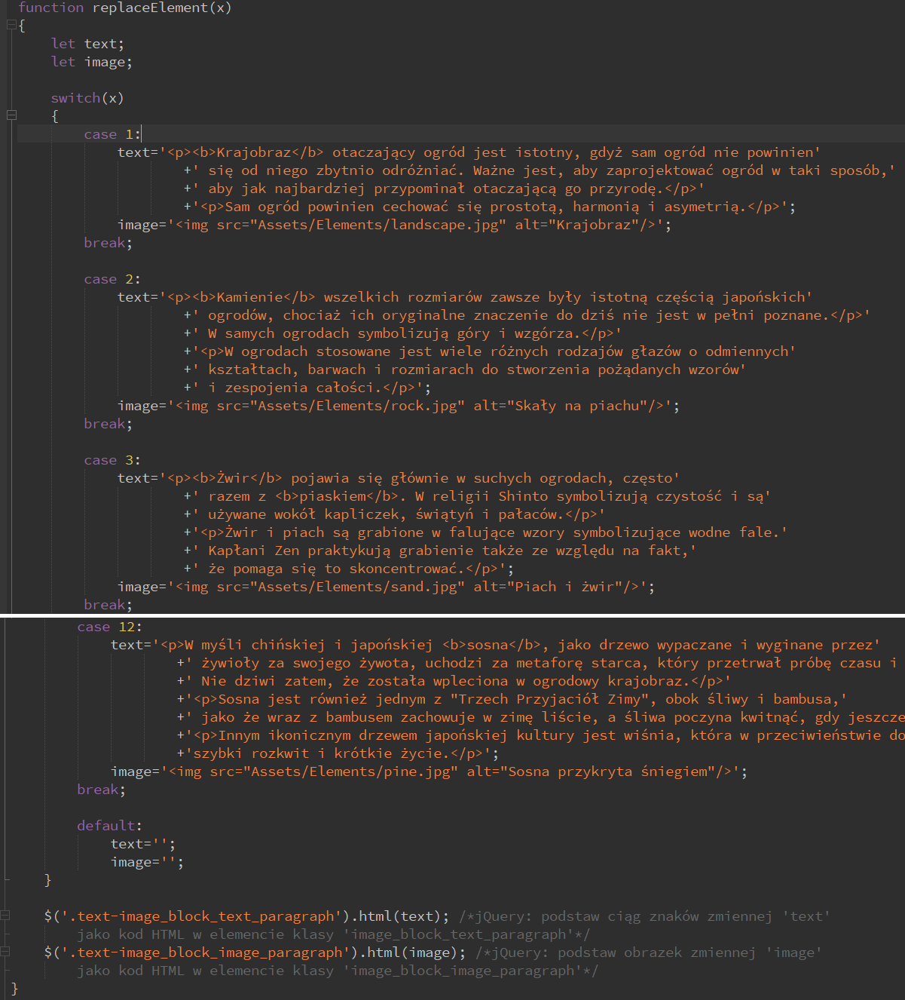 function replaceElement(x)
{
    let text;
    let image;

    switch(x)
    {
        case 1:
            text='<p><b>Krajobraz</b> otaczający ogród jest istotny, gdyż sam ogród nie powinien'
                    +' się od niego zbytnio odróżniać. Ważne jest, aby zaprojektować ogród w taki sposób,'
                    +' aby jak najbardziej przypominał otaczającą go przyrodę.</p>'
                    +'<p>Sam ogród powinien cechować się prostotą, harmonią i asymetrią.</p>';
            image='<img src="Assets/Elements/landscape.jpg" alt="Krajobraz"/>';
        break;

        case 2:
            text='<p><b>Kamienie</b> wszelkich rozmiarów zawsze były istotną częścią japońskich'
                    +' ogrodów, chociaż ich oryginalne znaczenie do dziś nie jest w pełni poznane.</p>'
                    +' W samych ogrodach symbolizują góry i wzgórza.</p>'
                    +'<p>W ogrodach stosowane jest wiele różnych rodzajów głazów o odmiennych'
                    +' kształtach, barwach i rozmiarach do stworzenia pożądanych wzorów'
                    +' i zespojenia całości.</p>';
            image='<img src="Assets/Elements/rock.jpg" alt="Skały na piachu"/>';
        break;

        case 3:
            text='<p><b>Żwir</b> pojawia się głównie w suchych ogrodach, często'
                    +' razem z <b>piaskiem</b>. W religii Shinto symbolizują czystość i są'
                    +' używane wokół kapliczek, świątyń i pałaców.</p>'
                    +'<p>Żwir i piach są grabione w falujące wzory symbolizujące wodne fale.'
                    +' Kapłani Zen praktykują grabienie także ze względu na fakt,'
                    +' że pomaga się to skoncentrować.</p>';
            image='<img src="Assets/Elements/sand.jpg" alt="Piach i żwir"/>';
        break;
        case 12:
            text='<p>W myśli chińskiej i japońskiej <b>sosna</b>, jako drzewo wypaczane i wyginane przez'
                    +' żywioły za swojego żywota, uchodzi za metaforę starca, który przetrwał próbę czasu i
                    +' Nie dziwi zatem, że została wpleciona w ogrodowy krajobraz.</p>'
                    +'<p>Sosna jest również jednym z "Trzech Przyjaciół Zimy", obok śliwy i bambusa,'
                    +' jako że wraz z bambusem zachowuje w zimę liście, a śliwa poczyna kwitnąć, gdy jeszcze
                    +'<p>Innym ikonicznym drzewem japońskiej kultury jest wiśnia, która w przeciwieństwie do
                    +'szybki rozkwit i krótkie życie.</p>';
            image='<img src="Assets/Elements/pine.jpg" alt="Sosna przykryta śniegiem"/>';
        break;

        default:
            text='';
            image='';
    }

    $('.text-image_block_text_paragraph').html(text); /*jQuery: podstaw ciąg znaków zmiennej 'text'
        jako kod HTML w elemencie klasy 'image_block_text_paragraph'*/
    $('.text-image_block_image_paragraph').html(image); /*jQuery: podstaw obrazek zmiennej 'image'
        jako kod HTML w elemencie klasy 'image_block_image_paragraph'*/
}